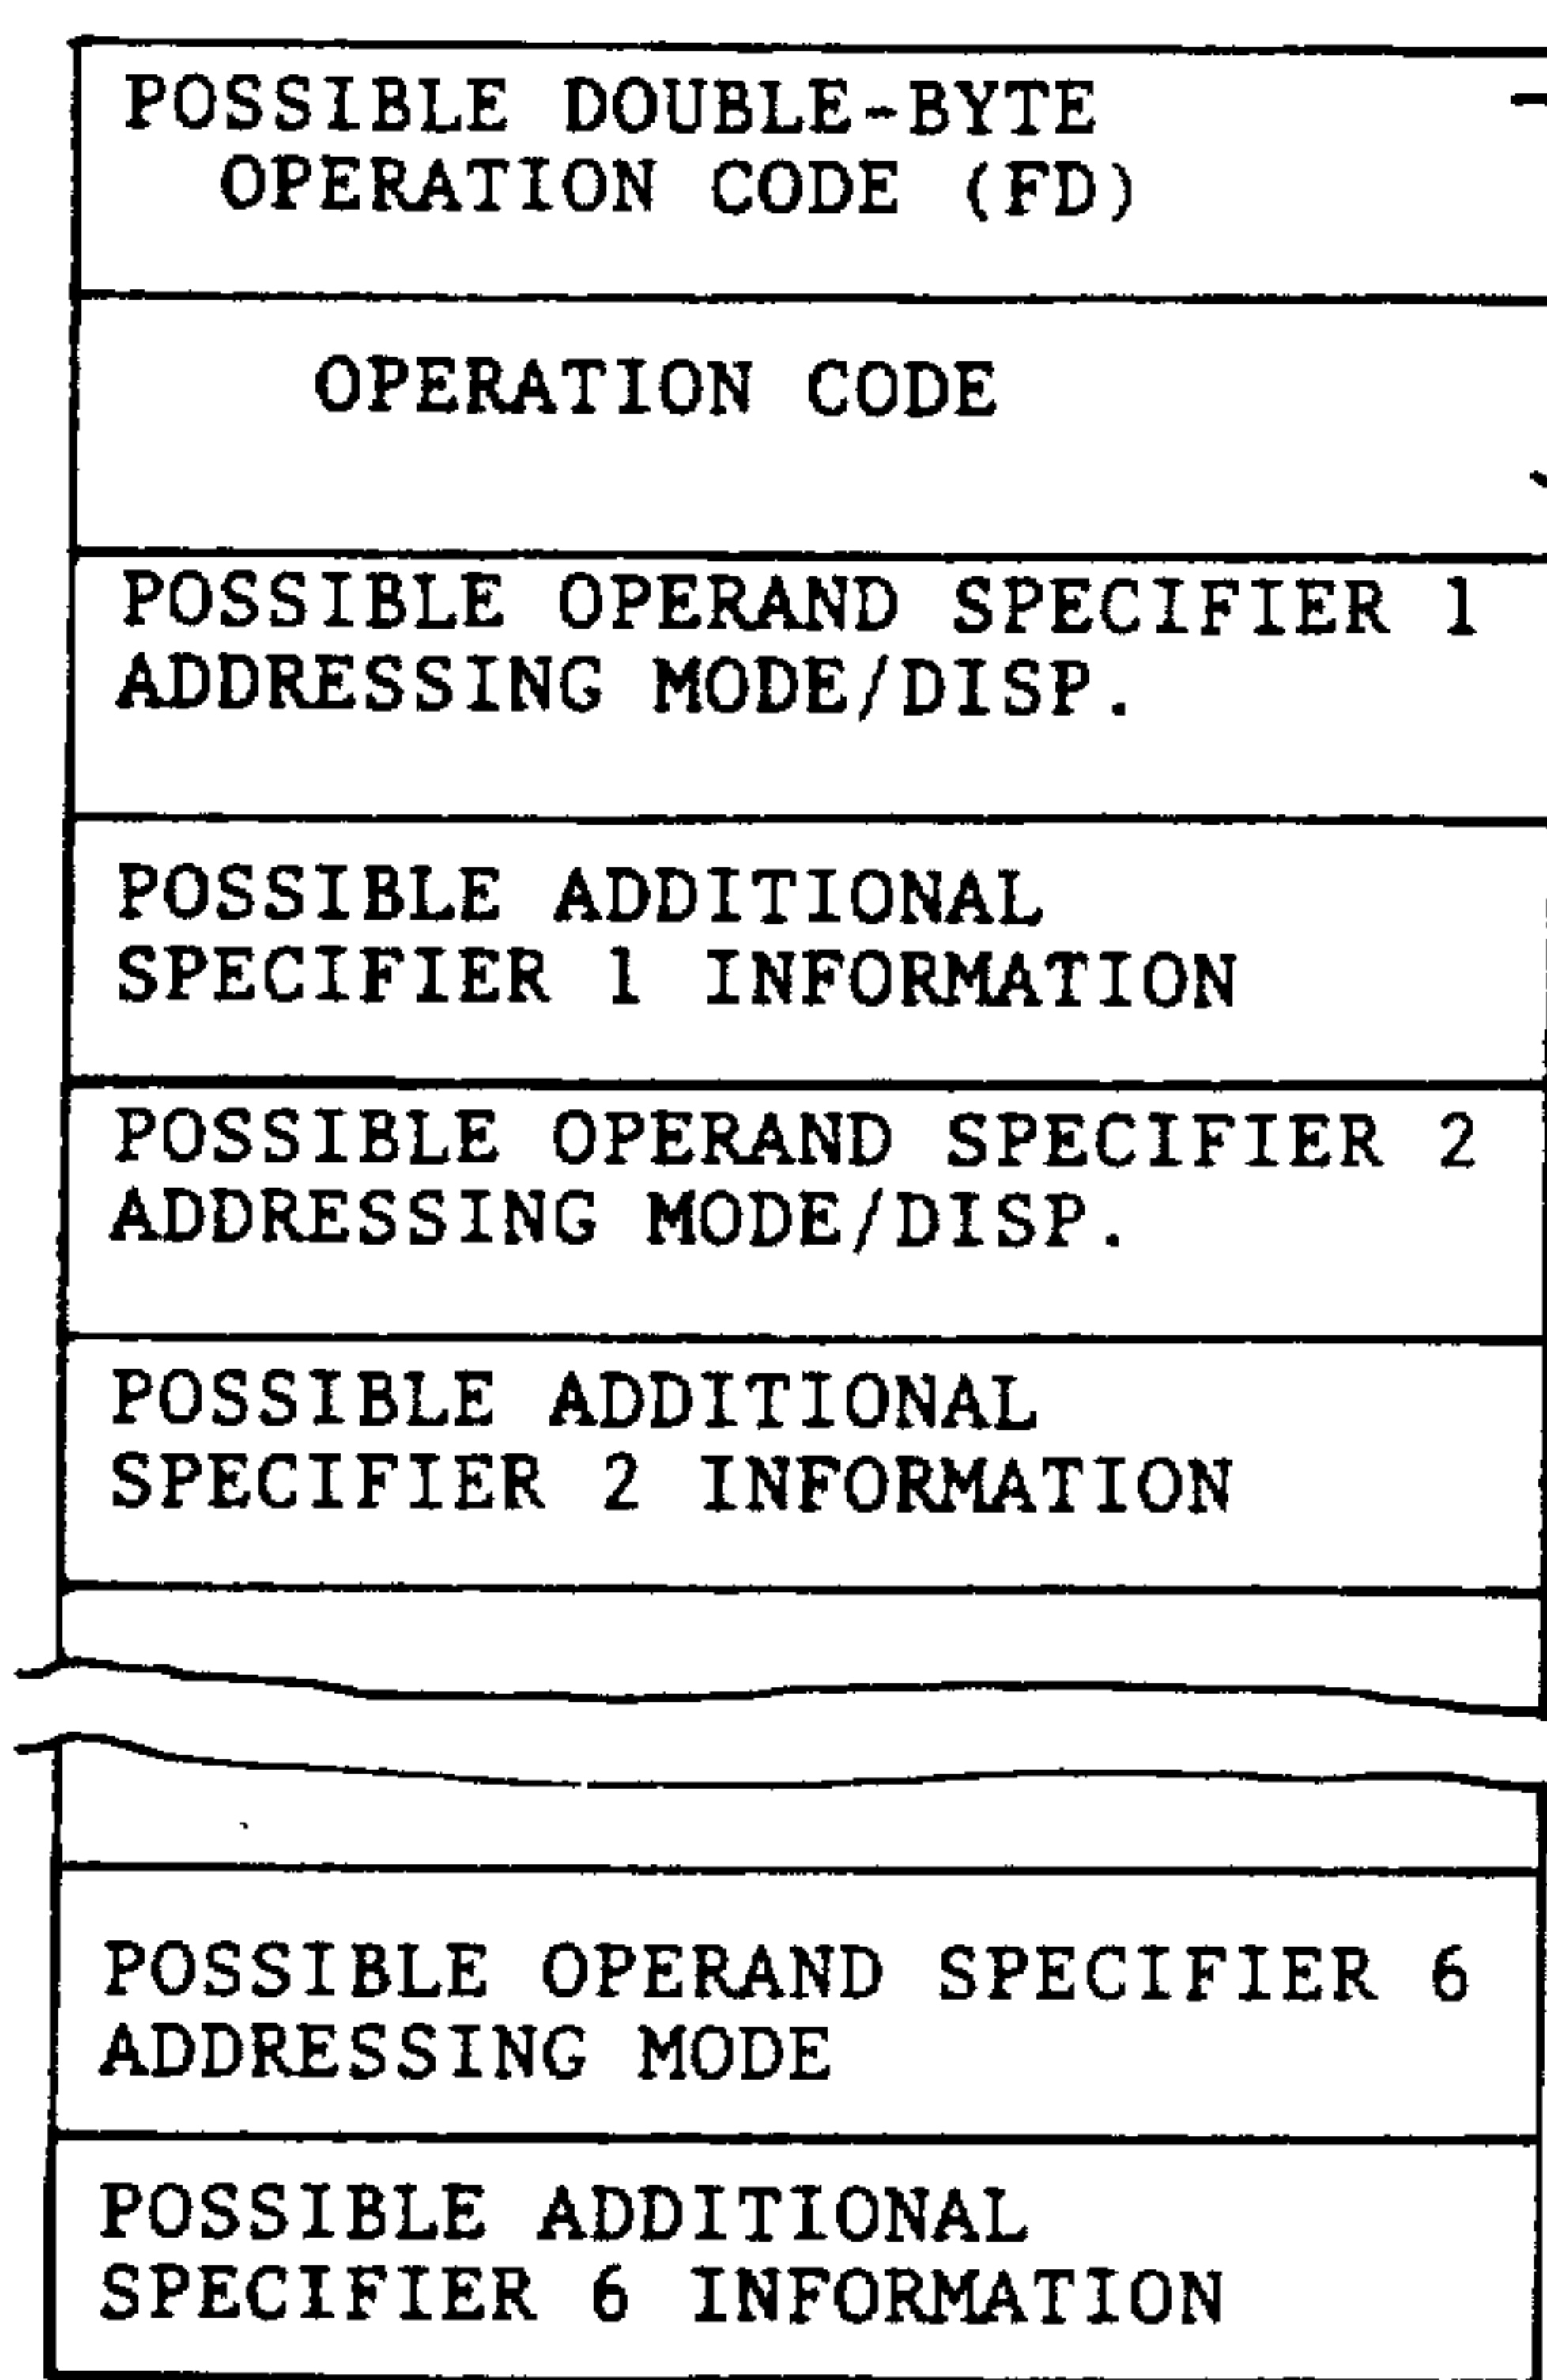 POSSIBLE DOUBLE-BYTE
OPERATION CODE (FD)
OPERATION CODE
POSSIBLE OPERAND SPECIFIER 1
ADDRESSING MODE/DISP.
POSSIBLE ADDITIONAL
SPECIFIER 1 INFORMATION
POSSIBLE OPERAND SPECIFIER 2
ADDRESSING MODE/DISP.
POSSIBLE ADDITIONAL
SPECIFIER 2 INFORMATION
POSSIBLE OPERAND SPECIFIER 6
ADDRESSING MODE
POSSIBLE ADDITIONAL
SPECIFIER 6 INFORMATION